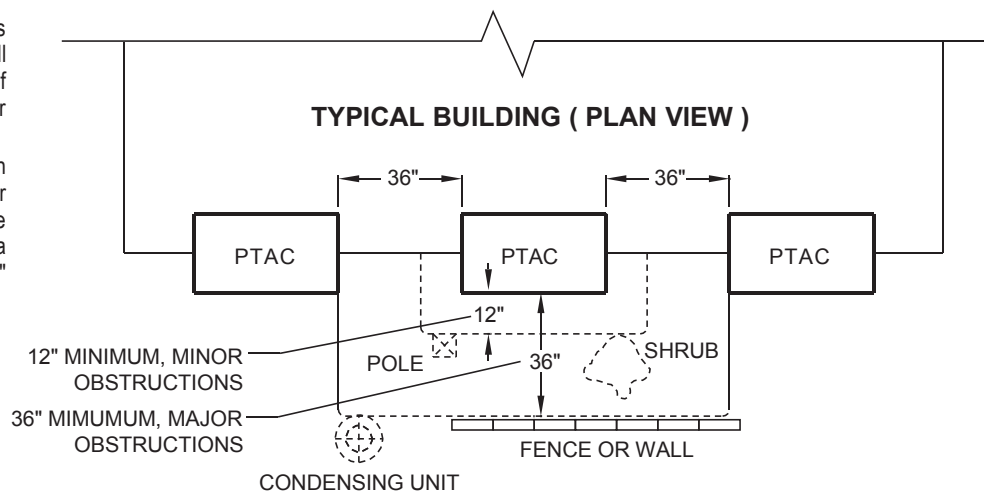 s
ll
f
r
n
r
e
a
"
TYPICAL BUILDING ( PLAN VIEW )
36"
36"
PTAC
PTAC
PTAC
12"
12" MINIMUM, MINOR
OBSTRUCTIONS
POLE
36"
SHRUB
36" MIMUMUM, MAJOR
OBSTRUCTIONS
FENCE OR WALL
CONDENSING UNIT